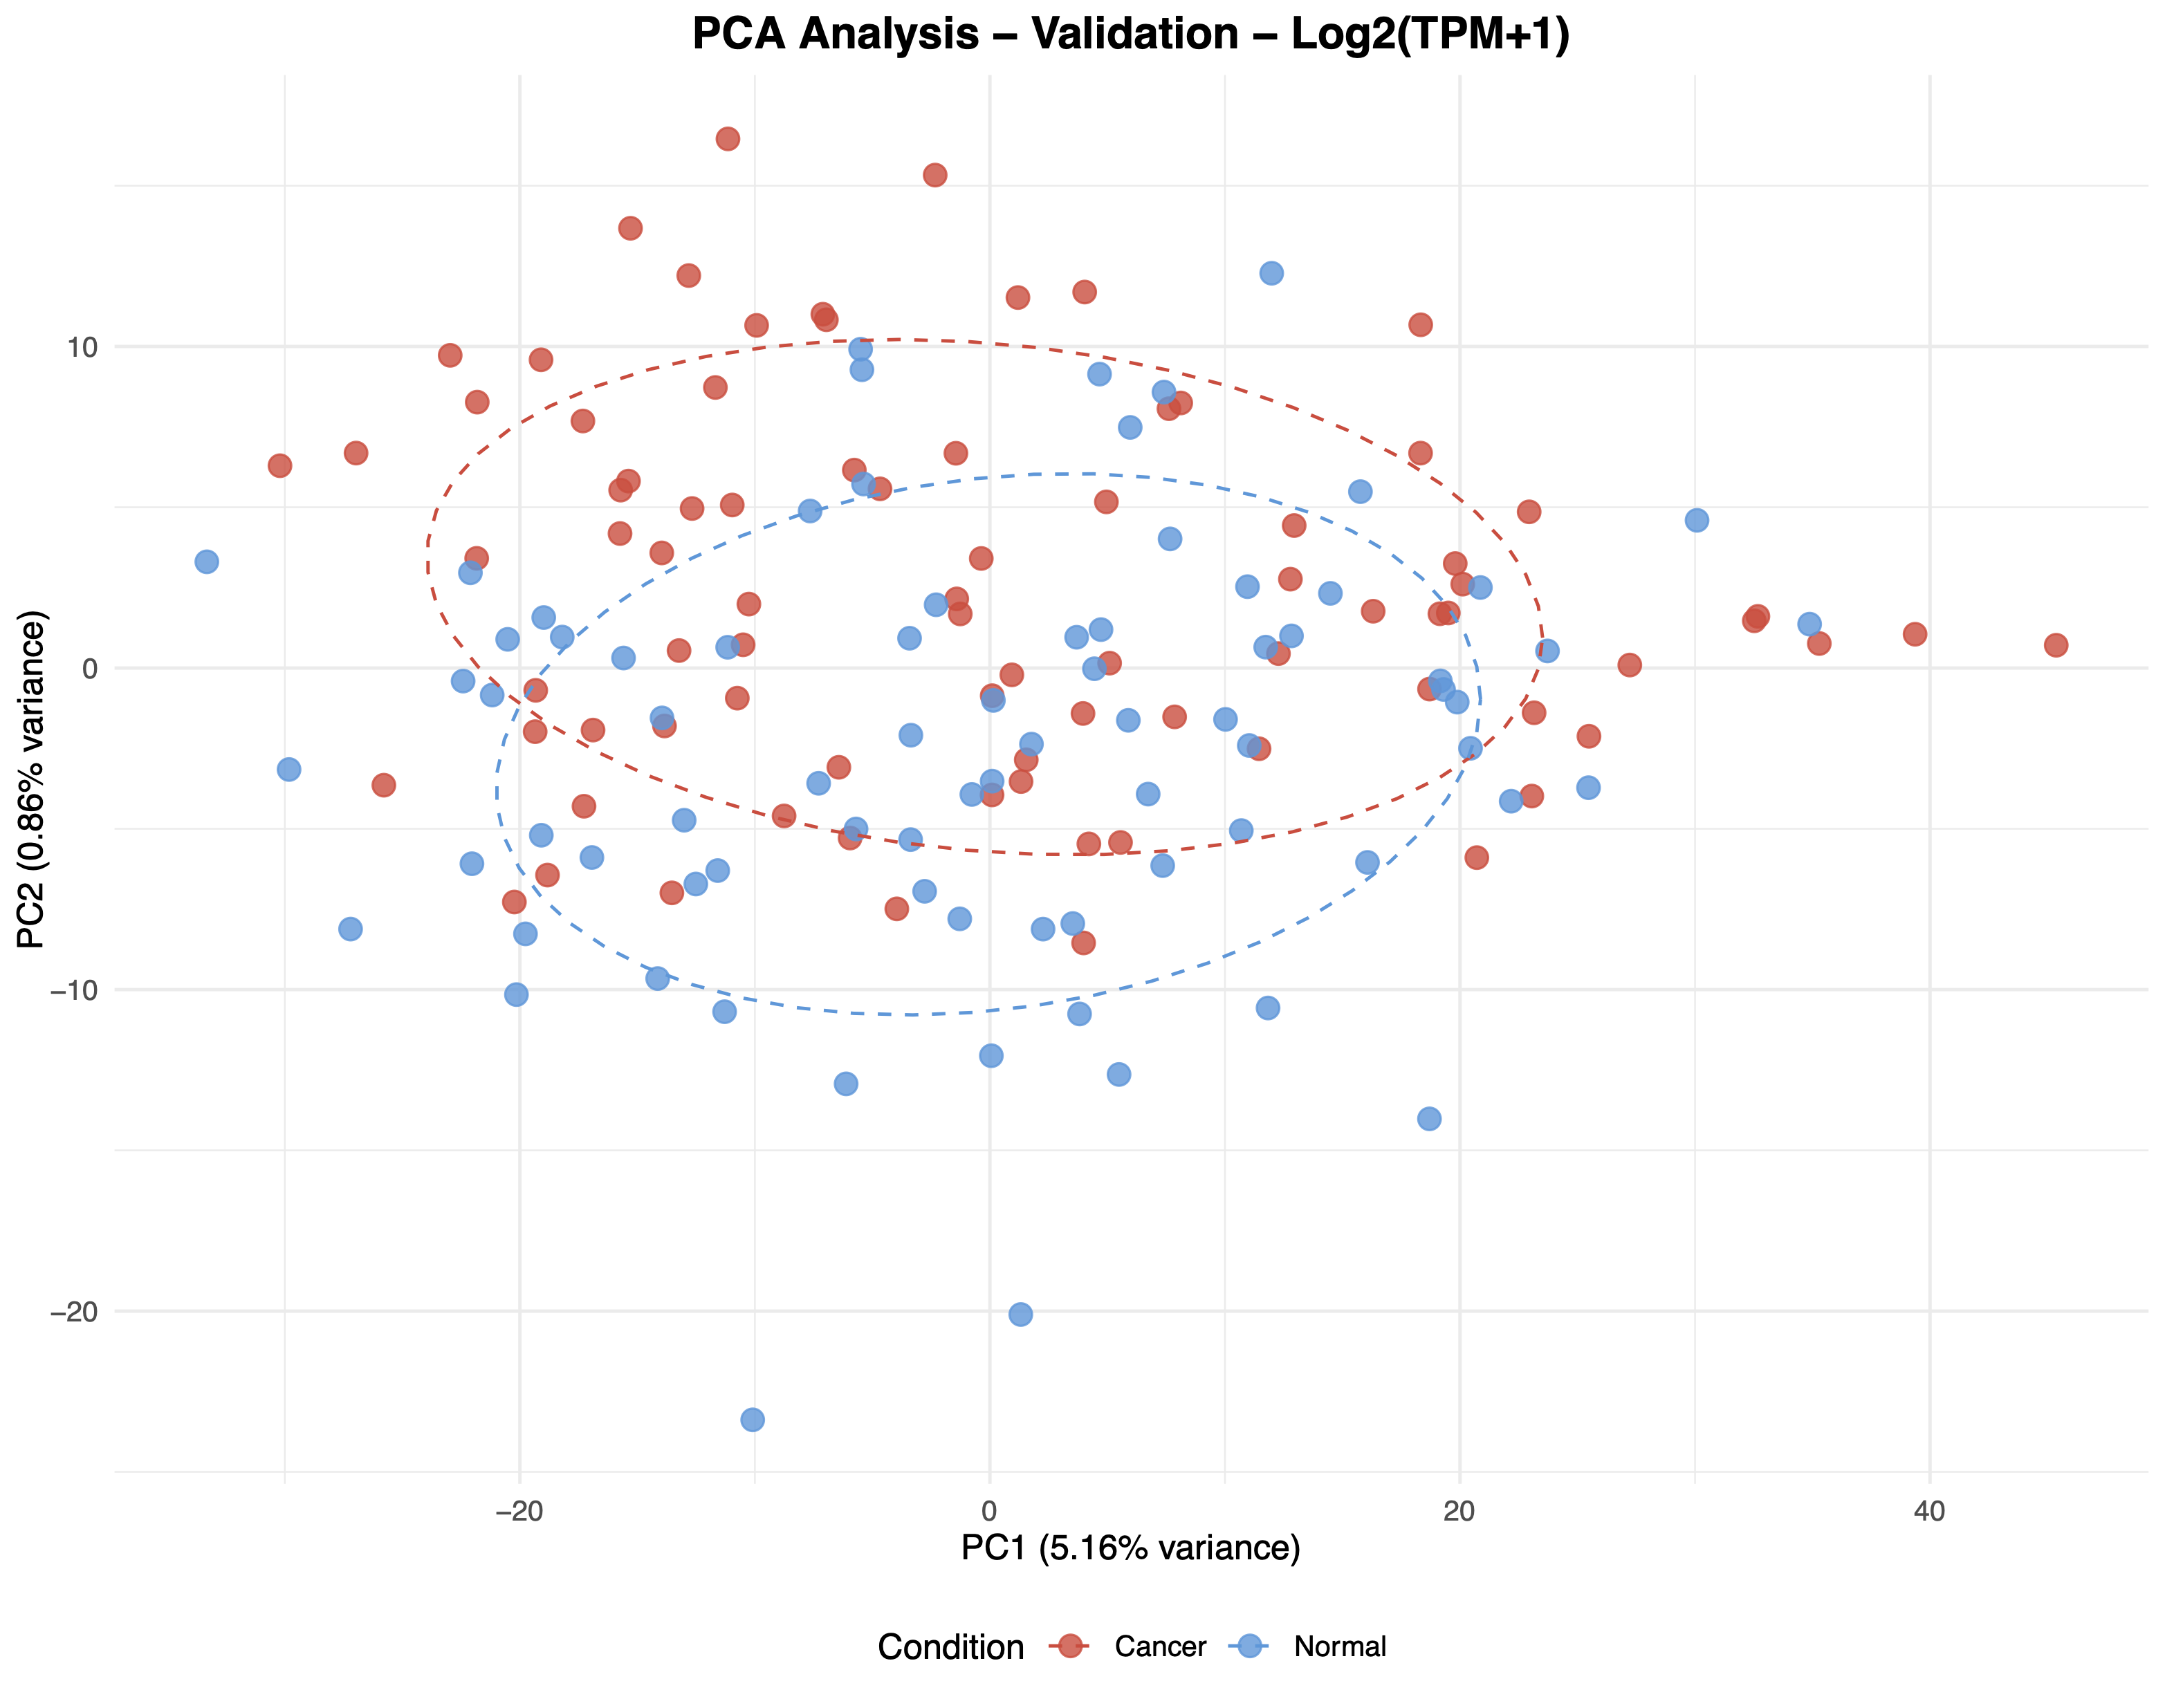 PCA Analysis – Validation – Log2(TPM+1)
PC2 (0.86% variance)
10
0
−10
−20
−20 0 20 40
PC1 (5.16% variance)
Condition Cancer Normal